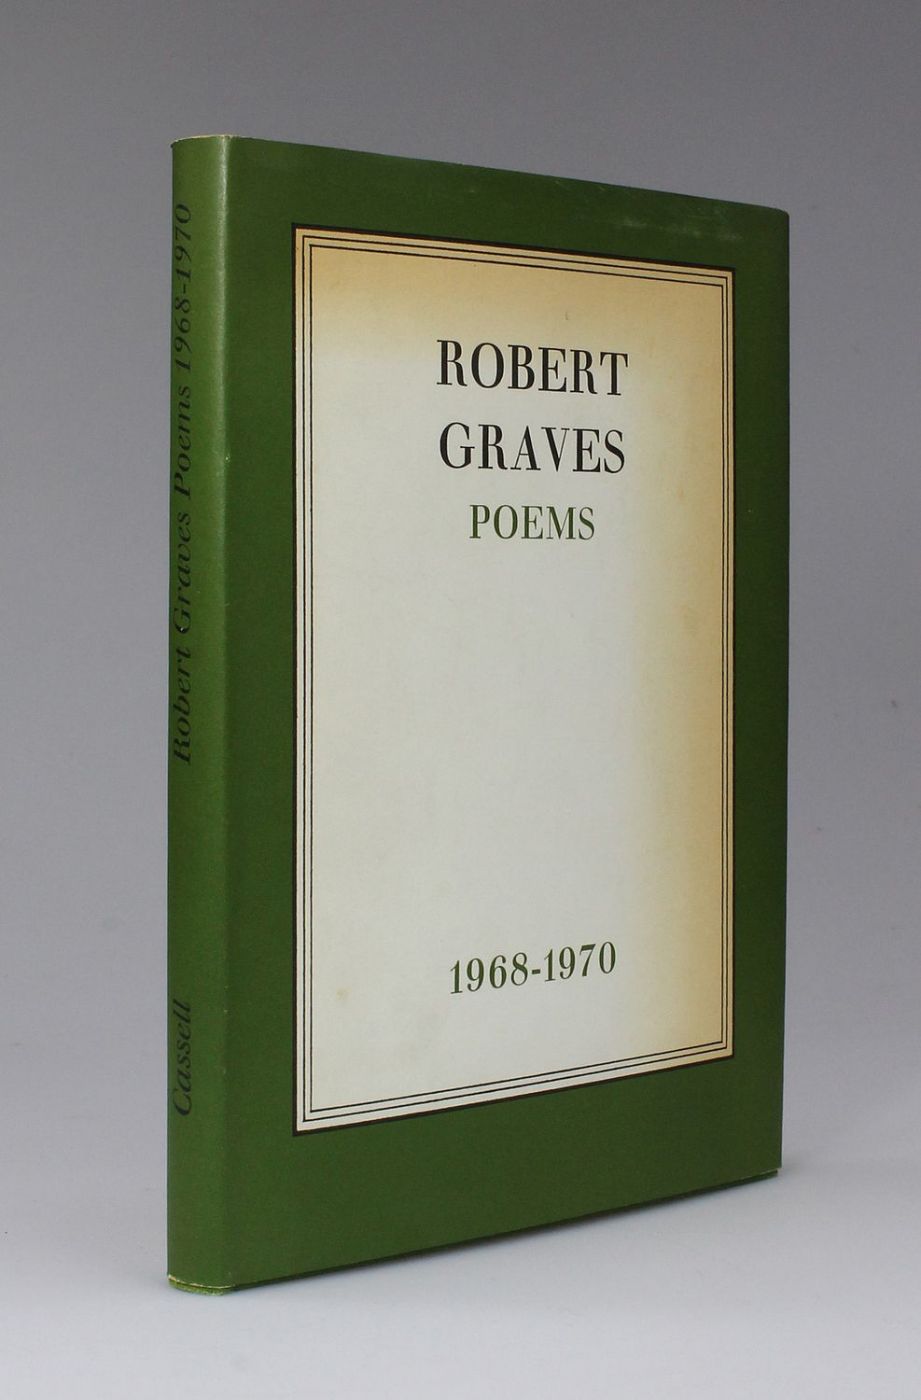 ROBERT
GRAVES
POEMS
1968-1970
Robert Graves Poems 1968-1970
Cassell